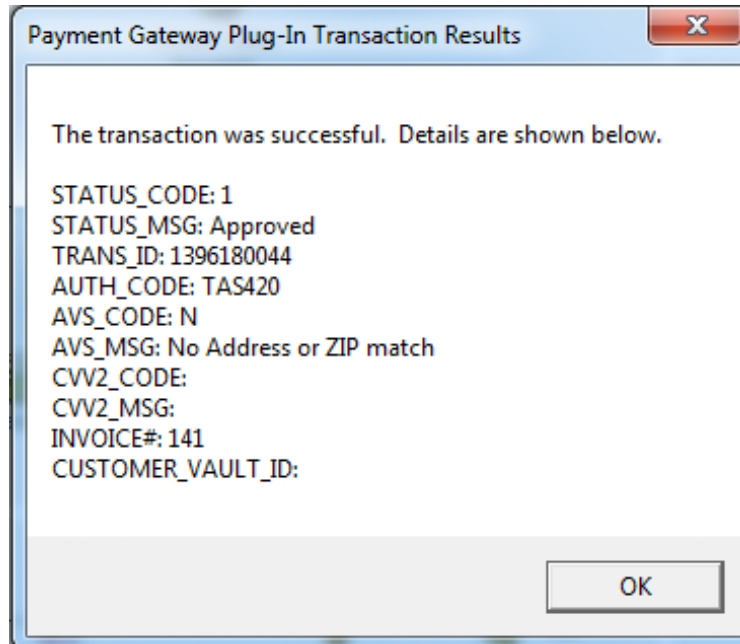 Payment Gateway Plug-In Transaction Results
The transaction was successful.  Details are shown below.
STATUS_CODE: 1
STATUS_MSG: Approved
TRANS_ID: 1396180044
AUTH_CODE: TAS420
AVS_CODE: N
AVS_MSG: No Address or ZIP match
CVV2_CODE:
CVV2_MSG:
INVOICE#: 141
CUSTOMER_VAULT_ID:
OK